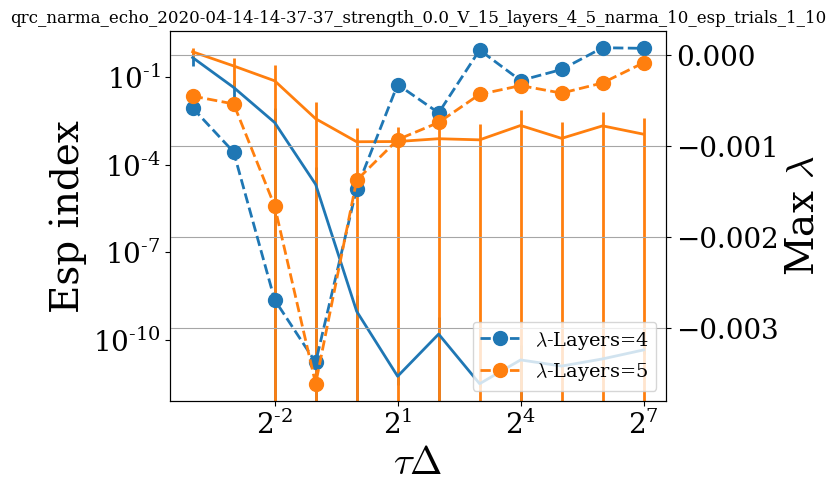 qrc_narma_echo_2020-04-14-14-37-37_strength_0.0_V_15_layers_4_5_narma_10_esp_trials_1_10
Esp index
10^-1
10^-4
10^-7
10^-10
0.000
-0.001
-0.002
-0.003
Max λ
λ-Layers=4
λ-Layers=5
2^-2
2^1
2^4
2^7
τΔ